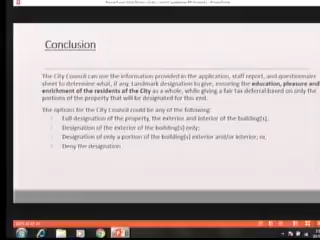 Conclusion
The City Council can use the information provided in the application, staff report, and questionnaire
sheet to determine what, if any, Landmark designation to give, ensuring the education, pleasure and
enrichment of the residents of the City as a whole, while giving a fair tax deferral based on only the
portions of the property that will be designated for this end.
The options for the City Council could be any of the following:
Full designation of the property, the exterior and interior of the building(s),
Designation of the exterior of the building(s) only;
Designation of only a portion of the building(s) exterior and/or interior; or,
Deny the designation